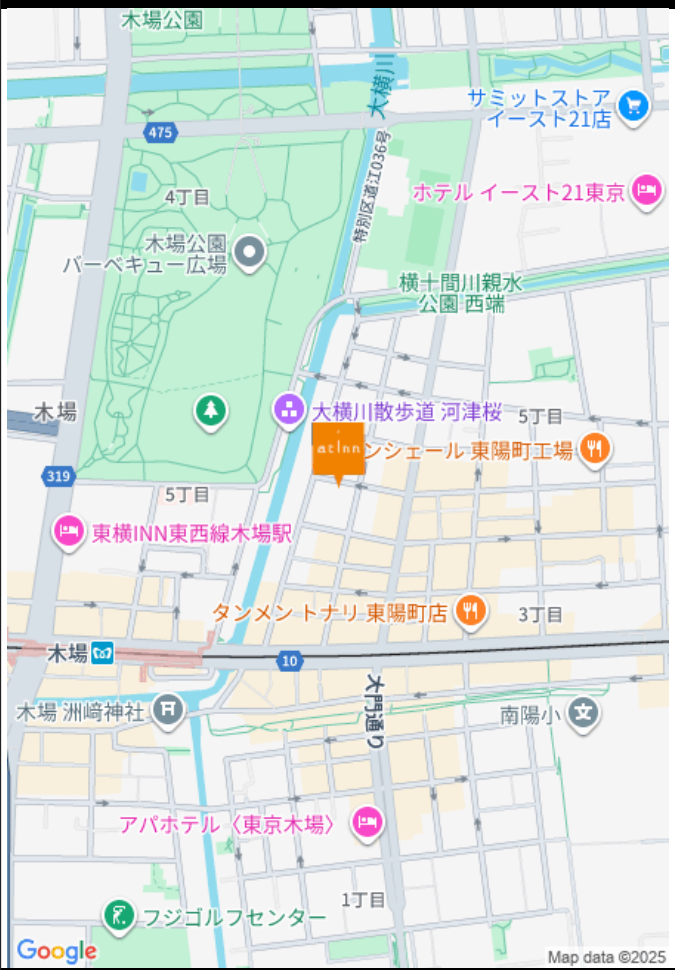 木場公園
大横川
サミットストア
イースト21店
475
特別区道江036号
4丁目
ホテル イースト21東京
木場公園
バーベキュー広場
横十間川親水
公園 西端
木場
大横川散歩道 河津桜
5丁目
at inn
ンシェール 東陽町工場
319
5丁目
東横INN東西線木場駅
タンメン トナリ 東陽町店
3丁目
木場
10
大門通り
木場 洲﨑神社
南陽小
文
アパホテル〈東京木場〉
1丁目
フジゴルフセンター
Google
Map data ©2025